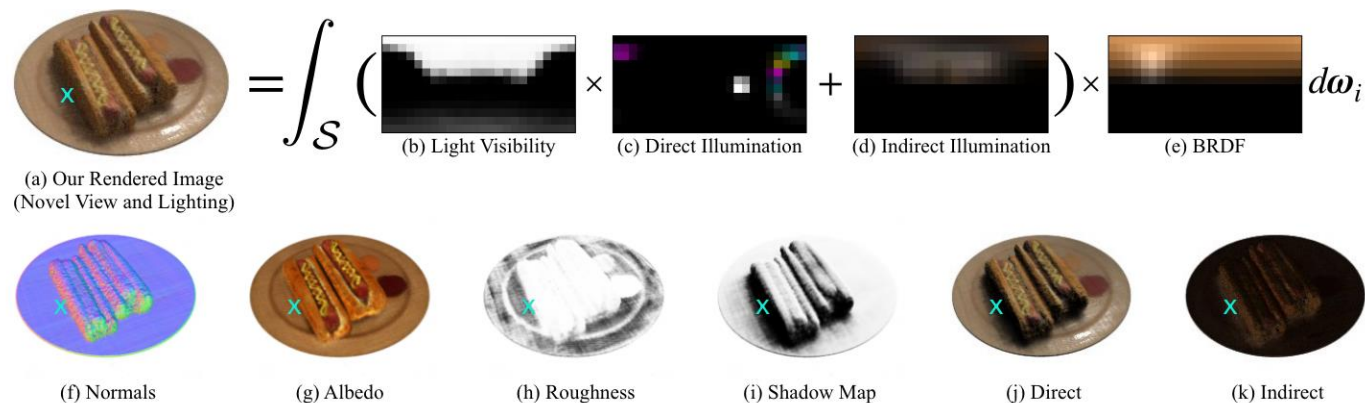 = ∫S ( × + ) × dωi
(b) Light Visibility
(c) Direct Illumination
(d) Indirect Illumination
(e) BRDF
(a) Our Rendered Image
(Novel View and Lighting)
X
(f) Normals
X
(g) Albedo
X
(h) Roughness
X
(i) Shadow Map
X
(j) Direct
X
(k) Indirect
X